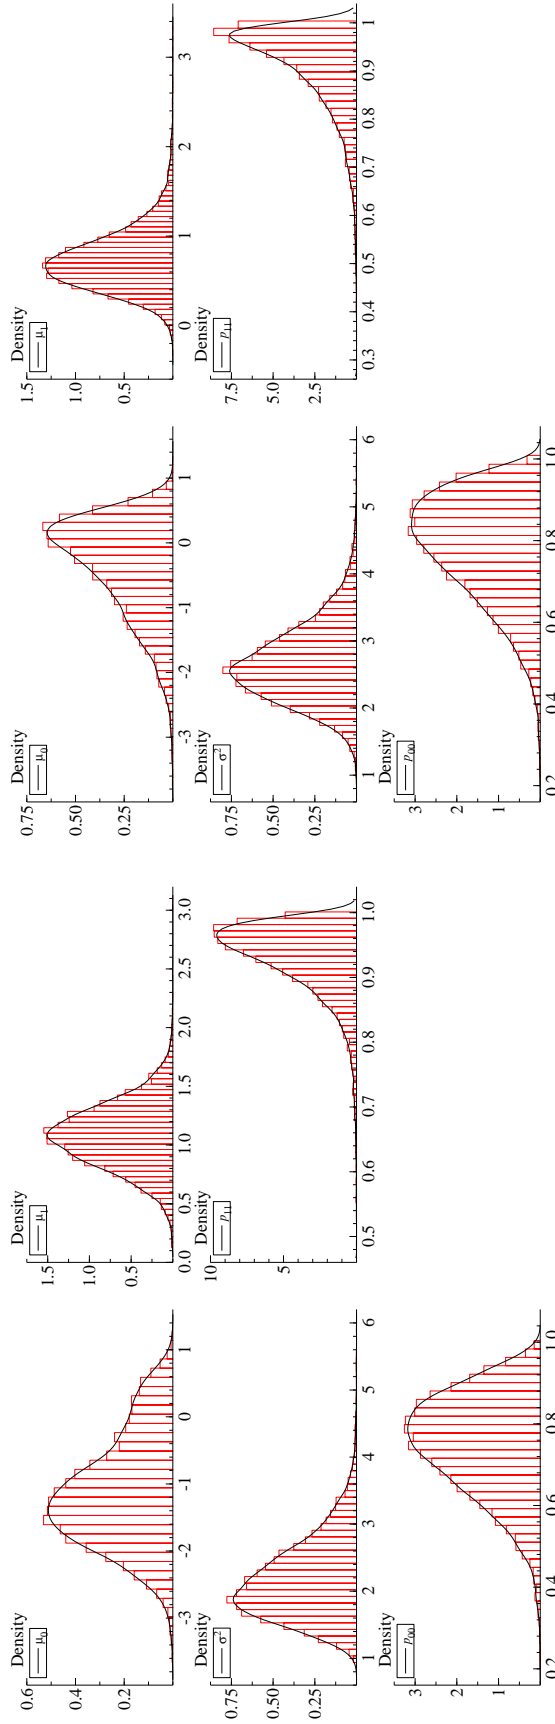 Density
μ₀
0.6
0.4
0.2
-3 -2 -1 0 1
Density
μ₁
1.5
1.0
0.5
0.0 0.5 1.0 1.5 2.0 2.5 3.0
Density
σ²
0.75
0.50
0.25
1 2 3 4 5 6
Density
p₁₁
10
5
0.5 0.6 0.7 0.8 0.9 1.0
Density
p₀₀
3
2
1
0.2 0.4 0.6 0.8 1.0
Density
μ₀
0.75
0.50
0.25
-3 -2 -1 0 1
Density
μ₁
1.5
1.0
0.5
0 1 2 3
Density
σ²
0.75
0.50
0.25
1 2 3 4 5 6
Density
p₁₁
7.5
5.0
2.5
0.3 0.4 0.5 0.6 0.7 0.8 0.9 1
Density
p₀₀
3
2
1
0.2 0.4 0.6 0.8 1.0